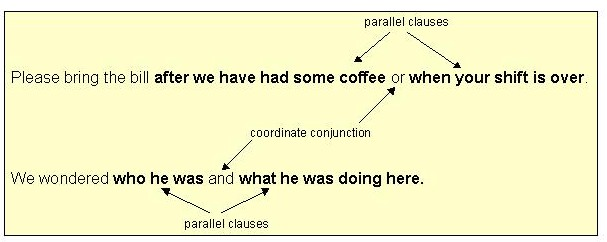 parallel clauses
Please bring the bill after we have had some coffee or when your shift is over.
coordinate conjunction
We wondered who he was and what he was doing here.
parallel clauses